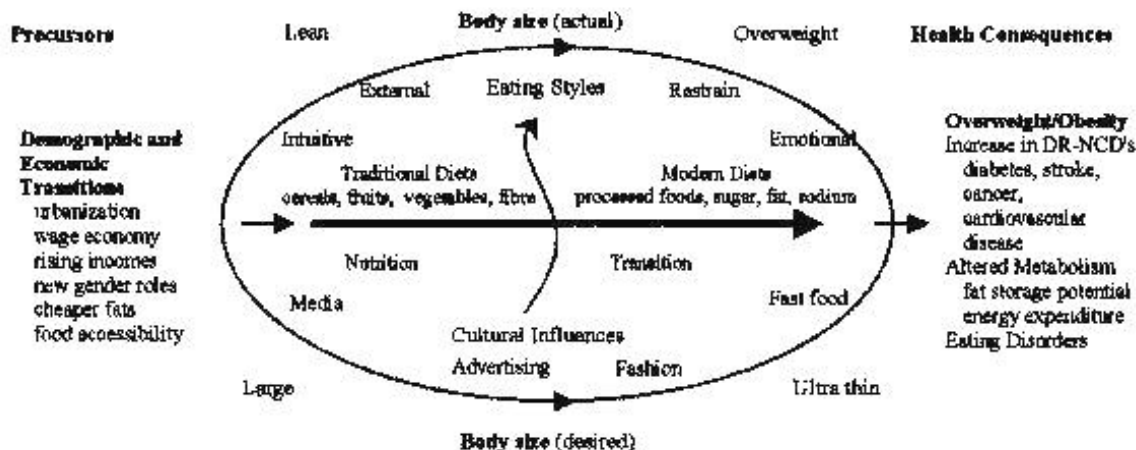 Precussors
Lean
Body size (actual)
Overweight
Health Consequences
External
Eating Styles
Restrain
Intuitive
Emotional
Demographic and
Economic
Transitions
urbanization
wage economy
rising incomes
new gender roles
cheaper fats
food accessibility
Traditional Diets
cereals, fruits, vegetables, fibre
Modern Diets
processed foods, sugar, fat, sodium
Nutrition
Transition
Media
Fast food
Cultural Influences
Advertising
Fashion
Large
Ultra thin
Body size (desired)
Overweight/Obesity
Increase in DR-NCD's
diabetes, stroke,
cancer,
cardiovascular
disease
Altered Metabolism
fat storage potential
energy expenditure
Eating Disorders